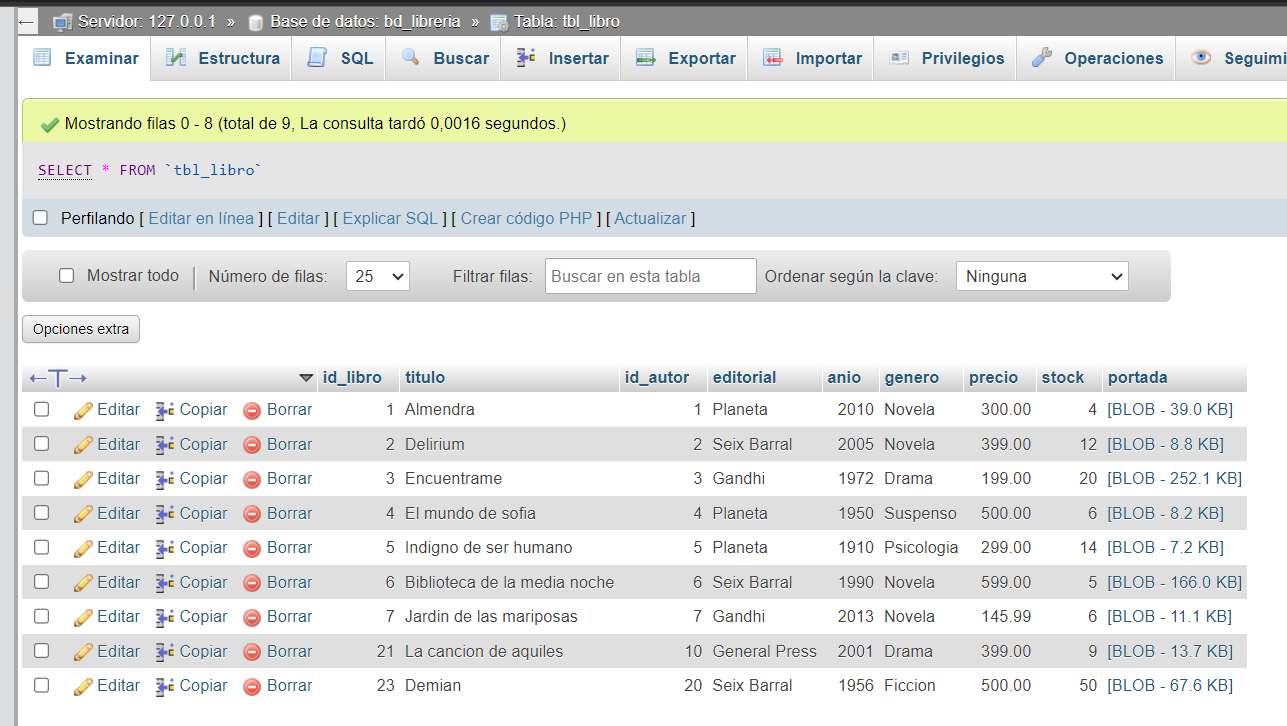 Servidor: 127.0.0.1 » Base de datos: bd_libreria » Tabla: tbl_libro
Examinar Estructura SQL Buscar Insertar Exportar Importar Privilegios Operaciones Seguimi
Mostrando filas 0 - 8 (total de 9, La consulta tardó 0,0016 segundos.)
SELECT * FROM `tbl_libro`
Perfilando [ Editar en línea ] [ Editar ] [ Explicar SQL ] [ Crear código PHP ] [ Actualizar ]
Mostrar todo Número de filas: 25 Filtrar filas: Buscar en esta tabla Ordenar según la clave: Ninguna
Opciones extra
←T→ id_libro titulo id_autor editorial anio genero precio stock portada
Editar Copiar Borrar 1 Almendra 1 Planeta 2010 Novela 300.00 4 [BLOB - 39.0 KB]
Editar Copiar Borrar 2 Delirium 2 Seix Barral 2005 Novela 399.00 12 [BLOB - 8.8 KB]
Editar Copiar Borrar 3 Encuentrame 3 Gandhi 1972 Drama 199.00 20 [BLOB - 252.1 KB]
Editar Copiar Borrar 4 El mundo de sofia 4 Planeta 1950 Suspenso 500.00 6 [BLOB - 8.2 KB]
Editar Copiar Borrar 5 Indigno de ser humano 5 Planeta 1910 Psicologia 299.00 14 [BLOB - 7.2 KB]
Editar Copiar Borrar 6 Biblioteca de la media noche 6 Seix Barral 1990 Novela 599.00 5 [BLOB - 166.0 KB]
Editar Copiar Borrar 7 Jardin de las mariposas 7 Gandhi 2013 Novela 145.99 6 [BLOB - 11.1 KB]
Editar Copiar Borrar 21 La cancion de aquiles 10 General Press 2001 Drama 399.00 9 [BLOB - 13.7 KB]
Editar Copiar Borrar 23 Demian 20 Seix Barral 1956 Ficcion 500.00 50 [BLOB - 67.6 KB]